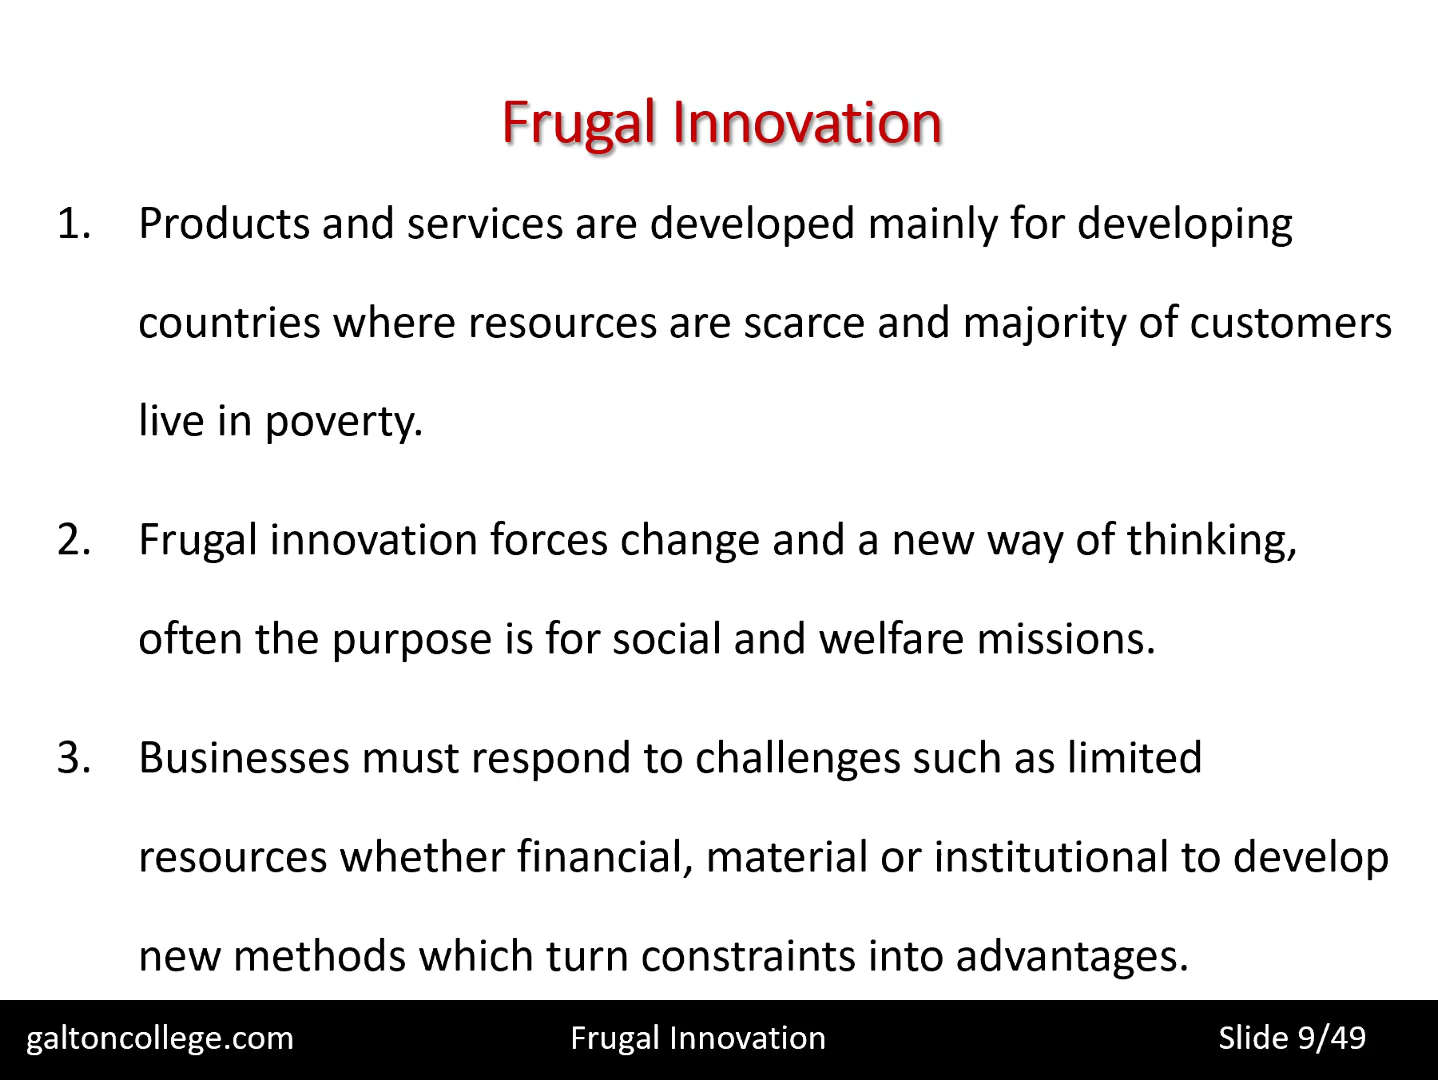 Frugal Innovation
1. Products and services are developed mainly for developing
countries where resources are scarce and majority of customers
live in poverty.
2. Frugal innovation forces change and a new way of thinking,
often the purpose is for social and welfare missions.
3. Businesses must respond to challenges such as limited
resources whether financial, material or institutional to develop
new methods which turn constraints into advantages.
galtoncollege.com Frugal Innovation Slide 9/49